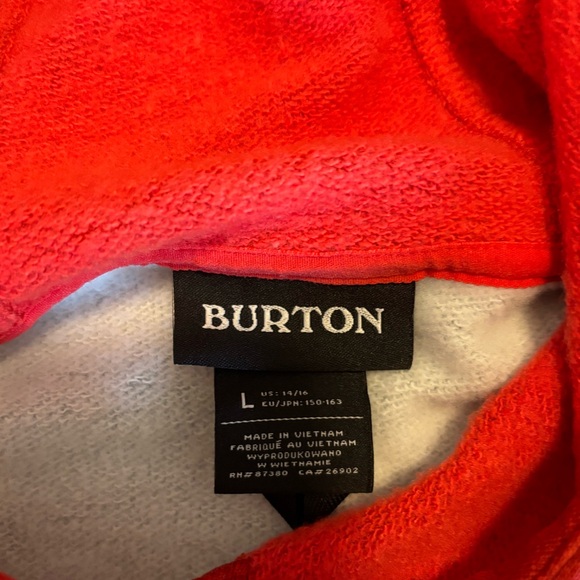 BURTON
L US: 14/16
EU/JPN: 150-163
MADE IN VIETNAM
FABRIQUÉ AU VIETNAM
WYPRODUKOWANO
W WIETNAMIE
RN# 87380 CA# 26902